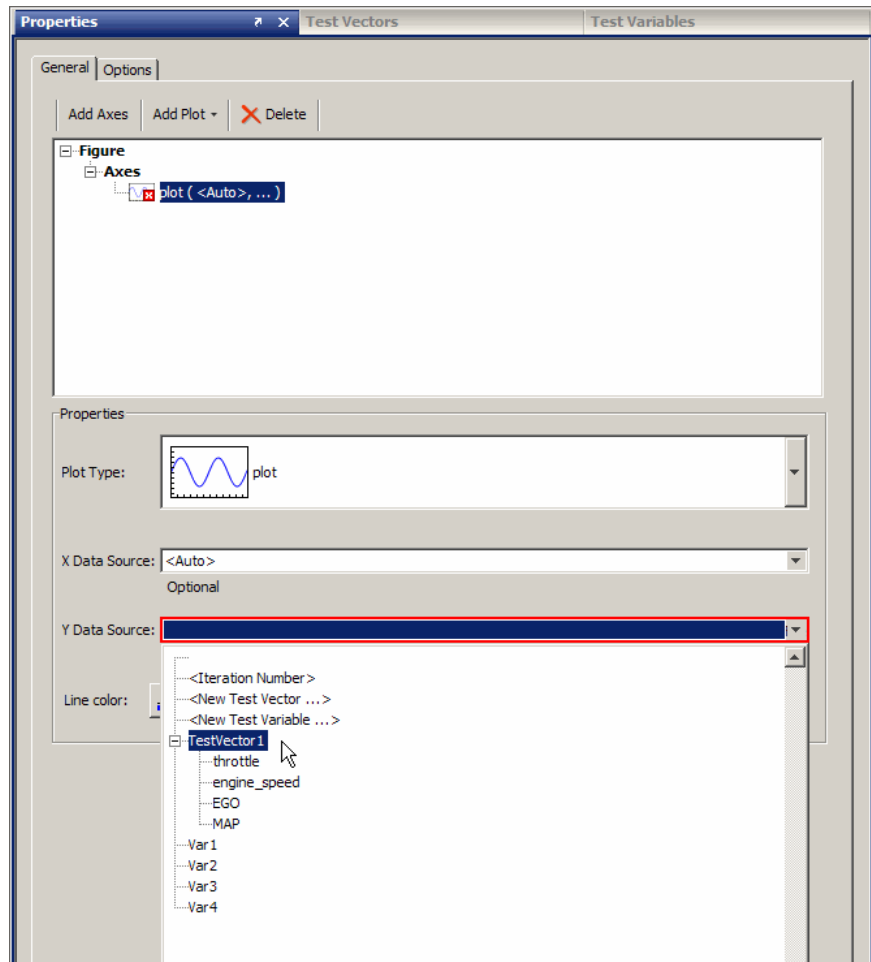 Properties Test Vectors Test Variables
General Options
Add Axes Add Plot Delete
Figure
Axes
plot ( <Auto>, ... )
Properties
Plot Type: plot
X Data Source: <Auto>
Optional
Y Data Source:
<Iteration Number>
Line color: <New Test Vector ...>
<New Test Variable ...>
TestVector1
throttle
engine_speed
EGO
MAP
Var1
Var2
Var3
Var4